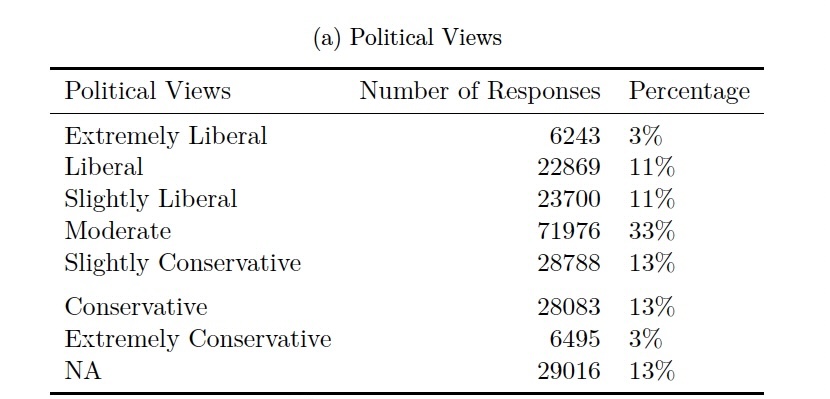 (a) Political Views
Political Views Number of Responses Percentage
Extremely Liberal 6243 3%
Liberal 22869 11%
Slightly Liberal 23700 11%
Moderate 71976 33%
Slightly Conservative 28788 13%
Conservative 28083 13%
Extremely Conservative 6495 3%
NA 29016 13%